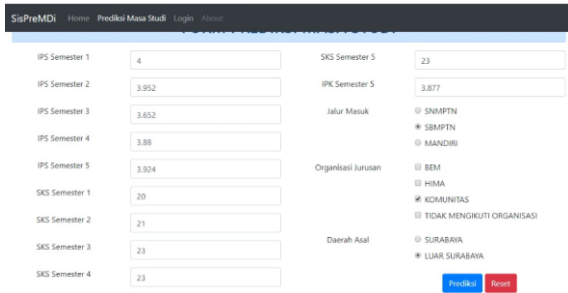 SisPreMDi Home Prediksi Masa Studi Login About
FORM PREDIKSI MASA STUDI
IPS Semester 1 4
IPS Semester 2 3.952
IPS Semester 3 3.652
IPS Semester 4 3.88
IPS Semester 5 3.924
SKS Semester 1 20
SKS Semester 2 21
SKS Semester 3 23
SKS Semester 4 23
SKS Semester 5 23
IPK Semester 5 3.877
Jalur Masuk SNMPTN
SBMPTN
MANDIRI
Organisasi Jurusan BEM
HIMA
KOMUNITAS
TIDAK MENGIKUTI ORGANISASI
Daerah Asal SURABAYA
LUAR SURABAYA
Prediksi Reset